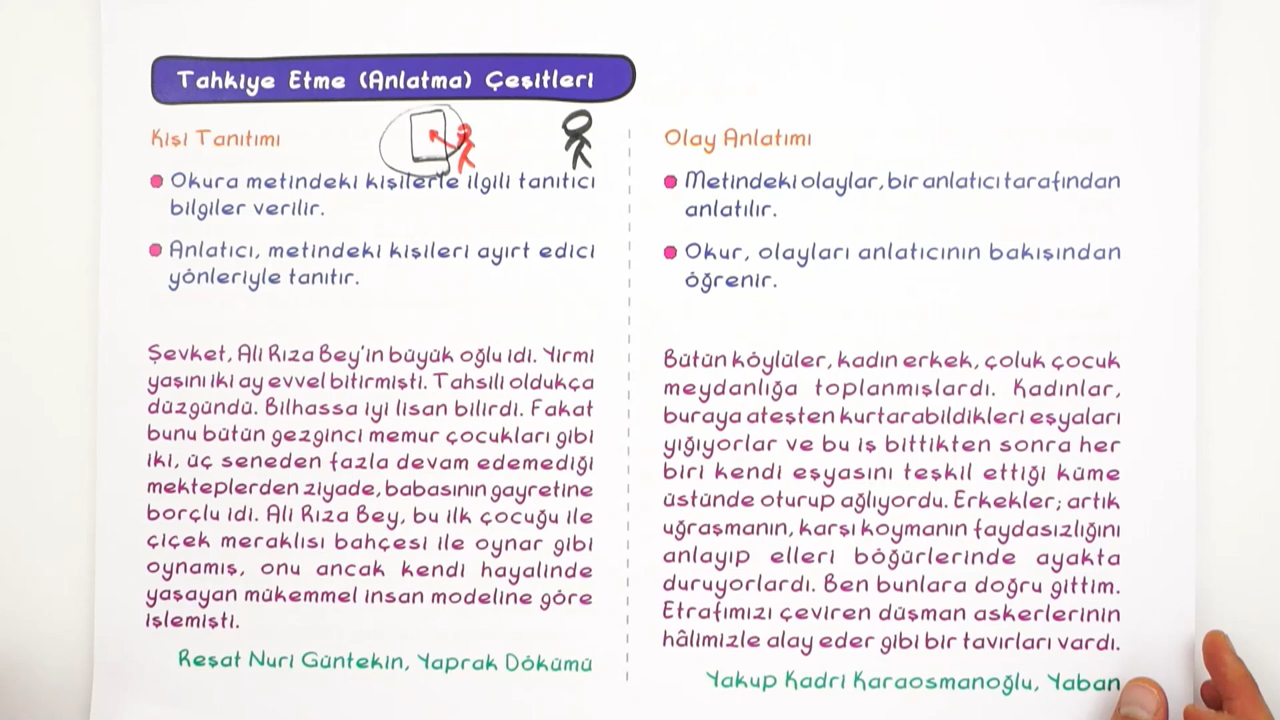 Tahkiye Etme (Anlatma) Çeşitleri
Kişi Tanıtımı
Okura metindeki kişilerle ilgili tanıtıcı
bilgiler verilir.
Anlatıcı, metindeki kişileri ayırt edici
yönleriyle tanıtır.
Şevket, Ali Rıza Bey'in büyük oğlu idi. Yirmi
yaşını iki ay evvel bitirmişti. Tahsili oldukça
düzgündü. Bilhassa iyi lisan bilirdi. Fakat
bunu bütün gezginci memur çocukları gibi
iki, üç seneden fazla devam edemediği
mekteplerden ziyade, babasının gayretine
borçlu idi. Ali Rıza Bey, bu ilk çocuğu ile
çiçek meraklısı bahçesi ile oynar gibi
oynamış, onu ancak kendi hayalinde
yaşayan mükemmel insan modeline göre
işlemişti.
Reşat Nuri Güntekin, Yaprak Dökümü
Olay Anlatımı
Metindeki olaylar, bir anlatıcı tarafından
anlatılır.
Okur, olayları anlatıcının bakışından
öğrenir.
Bütün köylüler, kadın erkek, çoluk çocuk
meydanlığa toplanmışlardı. Kadınlar,
buraya ateşten kurtarabildikleri eşyaları
yığıyorlar ve bu iş bittikten sonra her
biri kendi eşyasını teşkil ettiği küme
üstünde oturup ağlıyordu. Erkekler; artık
uğraşmanın, karşı koymanın faydasızlığını
anlayıp elleri böğürlerinde ayakta
duruyorlardı. Ben bunlara doğru gittim.
Etrafımızı çeviren düşman askerlerinin
hâlimizle alay eder gibi bir tavırları vardı.
Yakup Kadri Karaosmanoğlu, Yaban